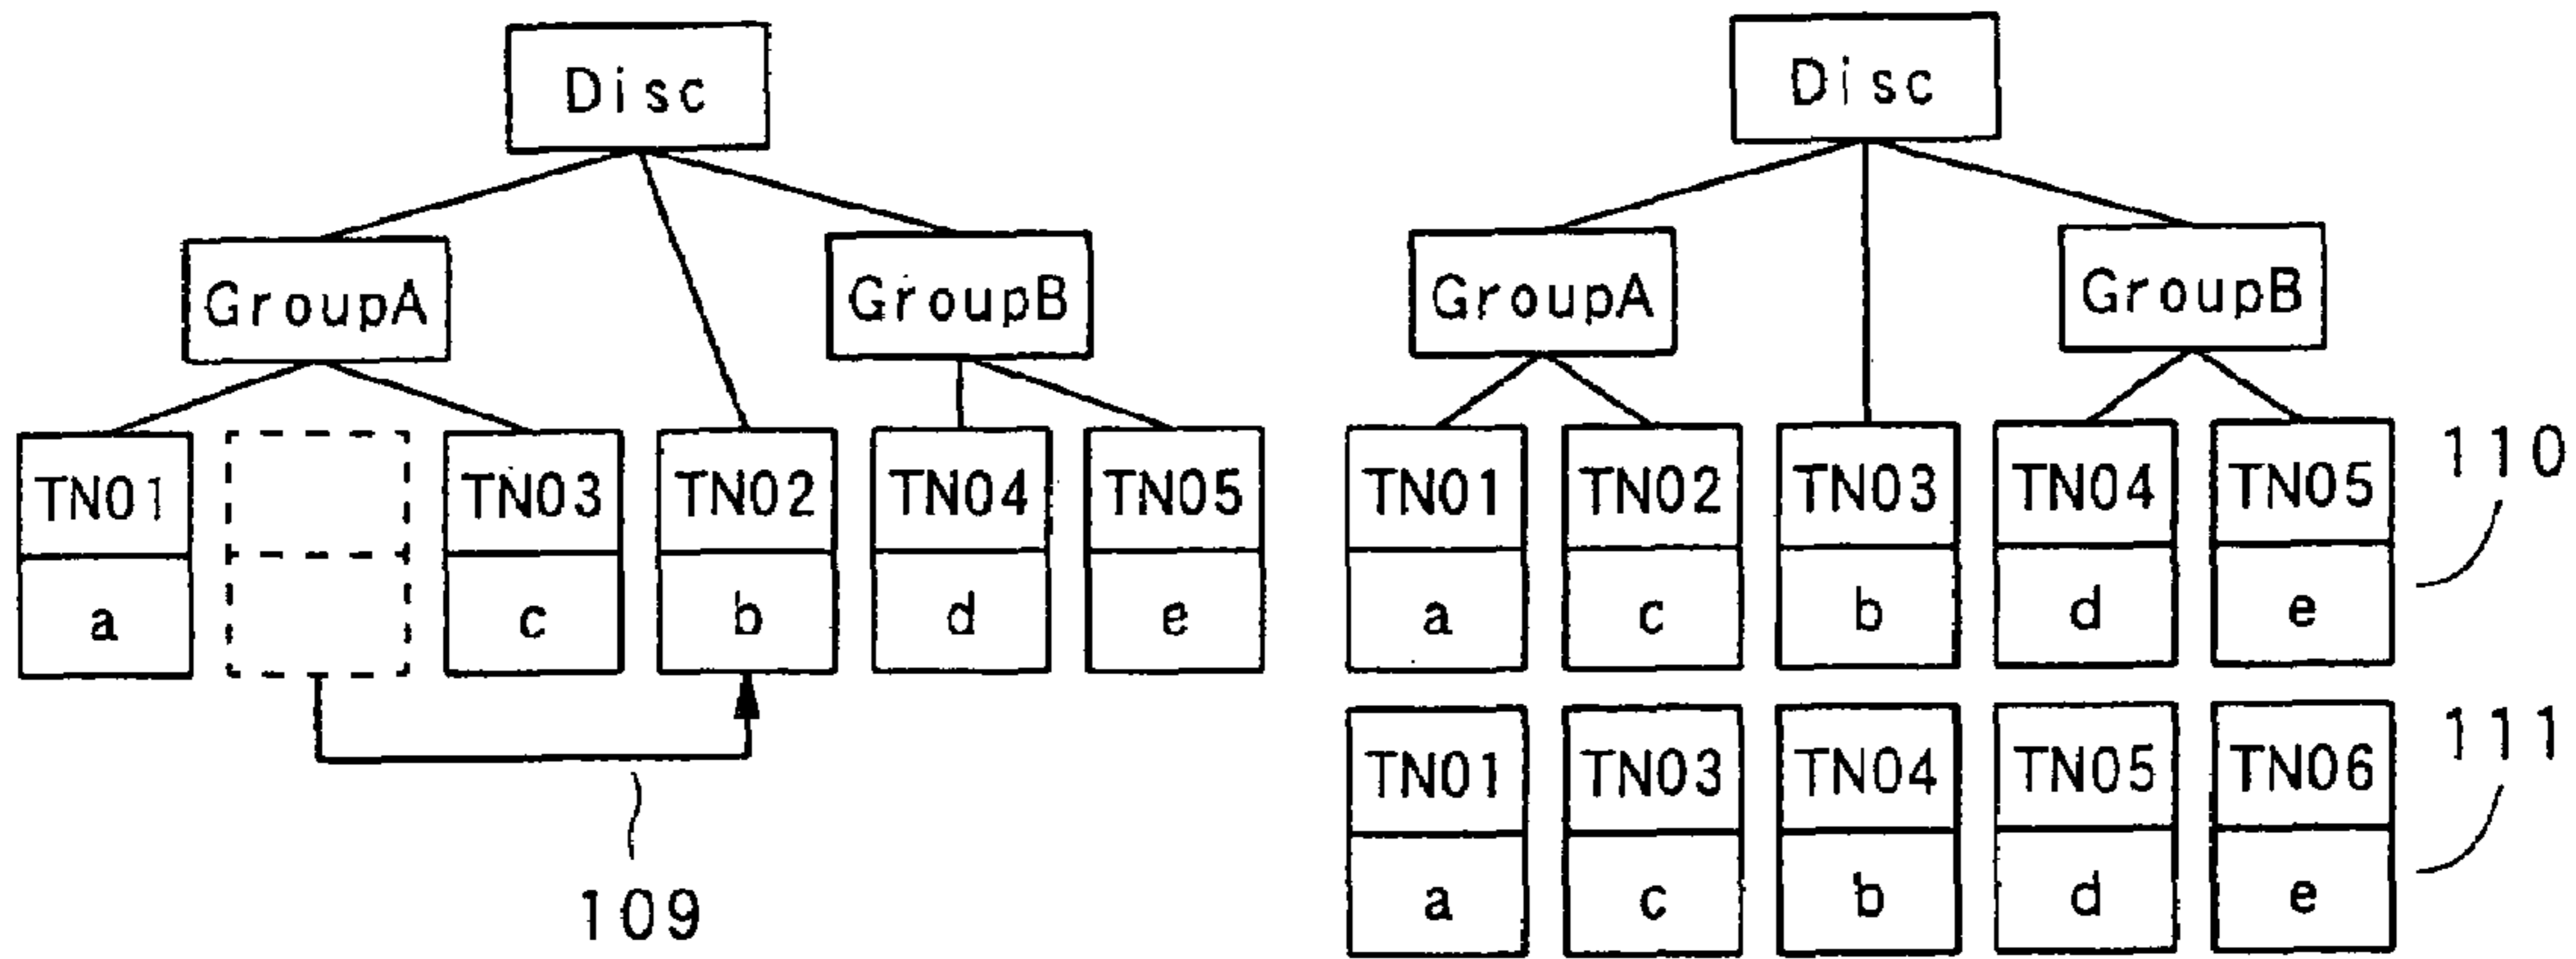 Disc
GroupA GroupB
TN01 TN03 TN02 TN04 TN05
a c b d e
109
Disc
GroupA GroupB
TN01 TN02 TN03 TN04 TN05
a c b d e
110
TN01 TN03 TN04 TN05 TN06
a c b d e
111